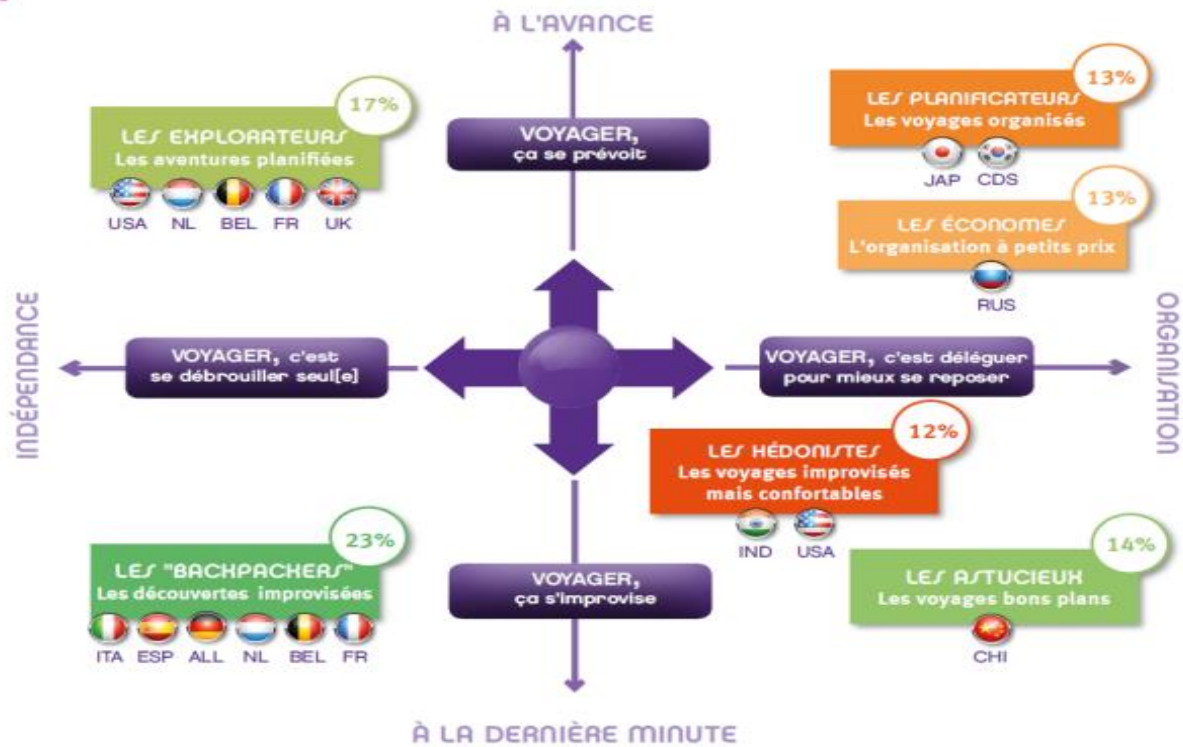 À L'AVANCE
17%
LES EXPLORATEURS
Les aventures planifiées
USA NL BEL FR UK
VOYAGER,
ça se prévoit
13%
LES PLANIFICATEURS
Les voyages organisés
JAP CDS
13%
LES ÉCONOMES
L'organisation à petits prix
RUS
INDÉPENDANCE
VOYAGER, c'est
se débrouiller seul[e]
VOYAGER, c'est déléguer
pour mieux se reposer
ORGANISATION
12%
LES HÉDONISTES
Les voyages improvisés
mais confortables
IND USA
23%
LES "BACKPACKERS"
Les découvertes improvisées
ITA ESP ALL NL BEL FR
VOYAGER,
ça s'improvise
14%
LES ASTUCIEUX
Les voyages bons plans
CHI
À LA DERNIÈRE MINUTE